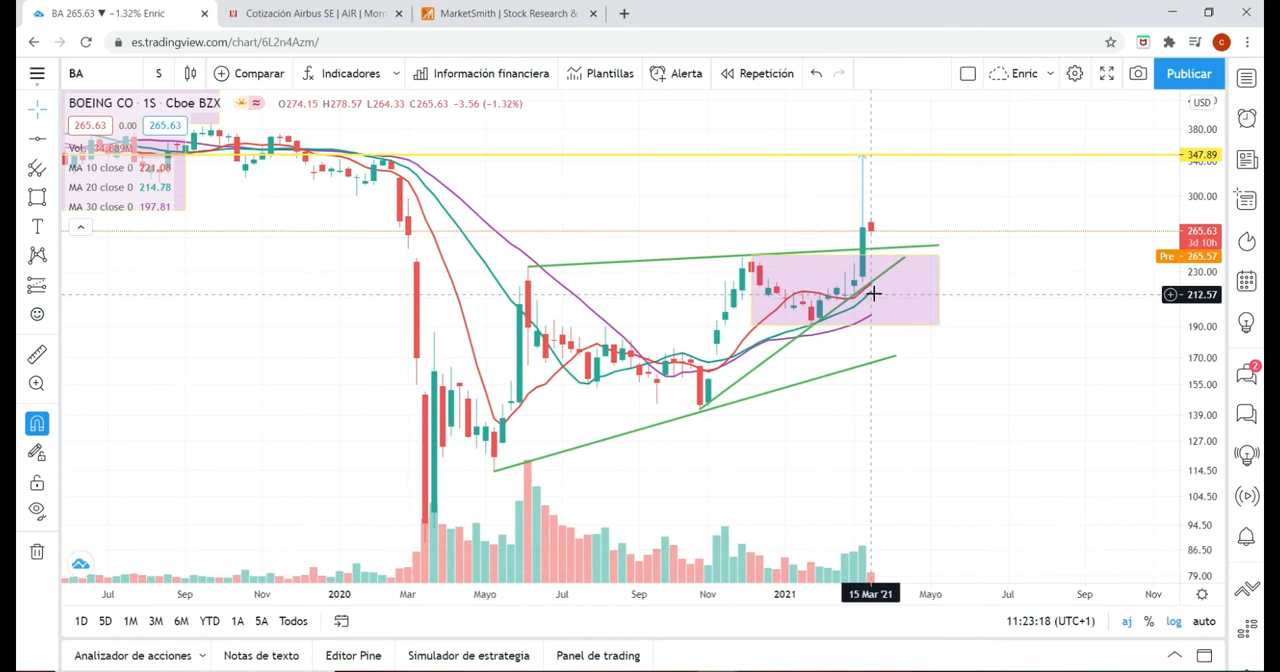 BA 265.63 ▼ −1.32% Enric
Cotización Airbus SE | AIR | Morn
MarketSmith | Stock Research &
es.tradingview.com/chart/6L2n4Azm/
BA S Comparar Indicadores Información financiera Plantillas Alerta Repetición Enric Publicar
BOEING CO · 1S · Cboe BZX O274.15 H278.57 L264.33 C265.63 −3.56 (−1.32%)
265.63 0.00 265.63
Vol
MA 10 close 0 221.08
MA 20 close 0 214.78
MA 30 close 0 197.81
USD
380.00
347.89
300.00
265.63
3d 10h
Pre − 265.57
230.00
212.57
190.00
170.00
155.00
139.00
127.00
114.50
104.50
94.50
86.50
79.00
2
Jul Sep Nov 2020 Mar Mayo Jul Sep Nov 2021 15 Mar '21 Mayo Jul Sep Nov
1D 5D 1M 3M 6M YTD 1A 5A Todos 11:23:18 (UTC+1) aj % log auto
Analizador de acciones Notas de texto Editor Pine Simulador de estrategia Panel de trading